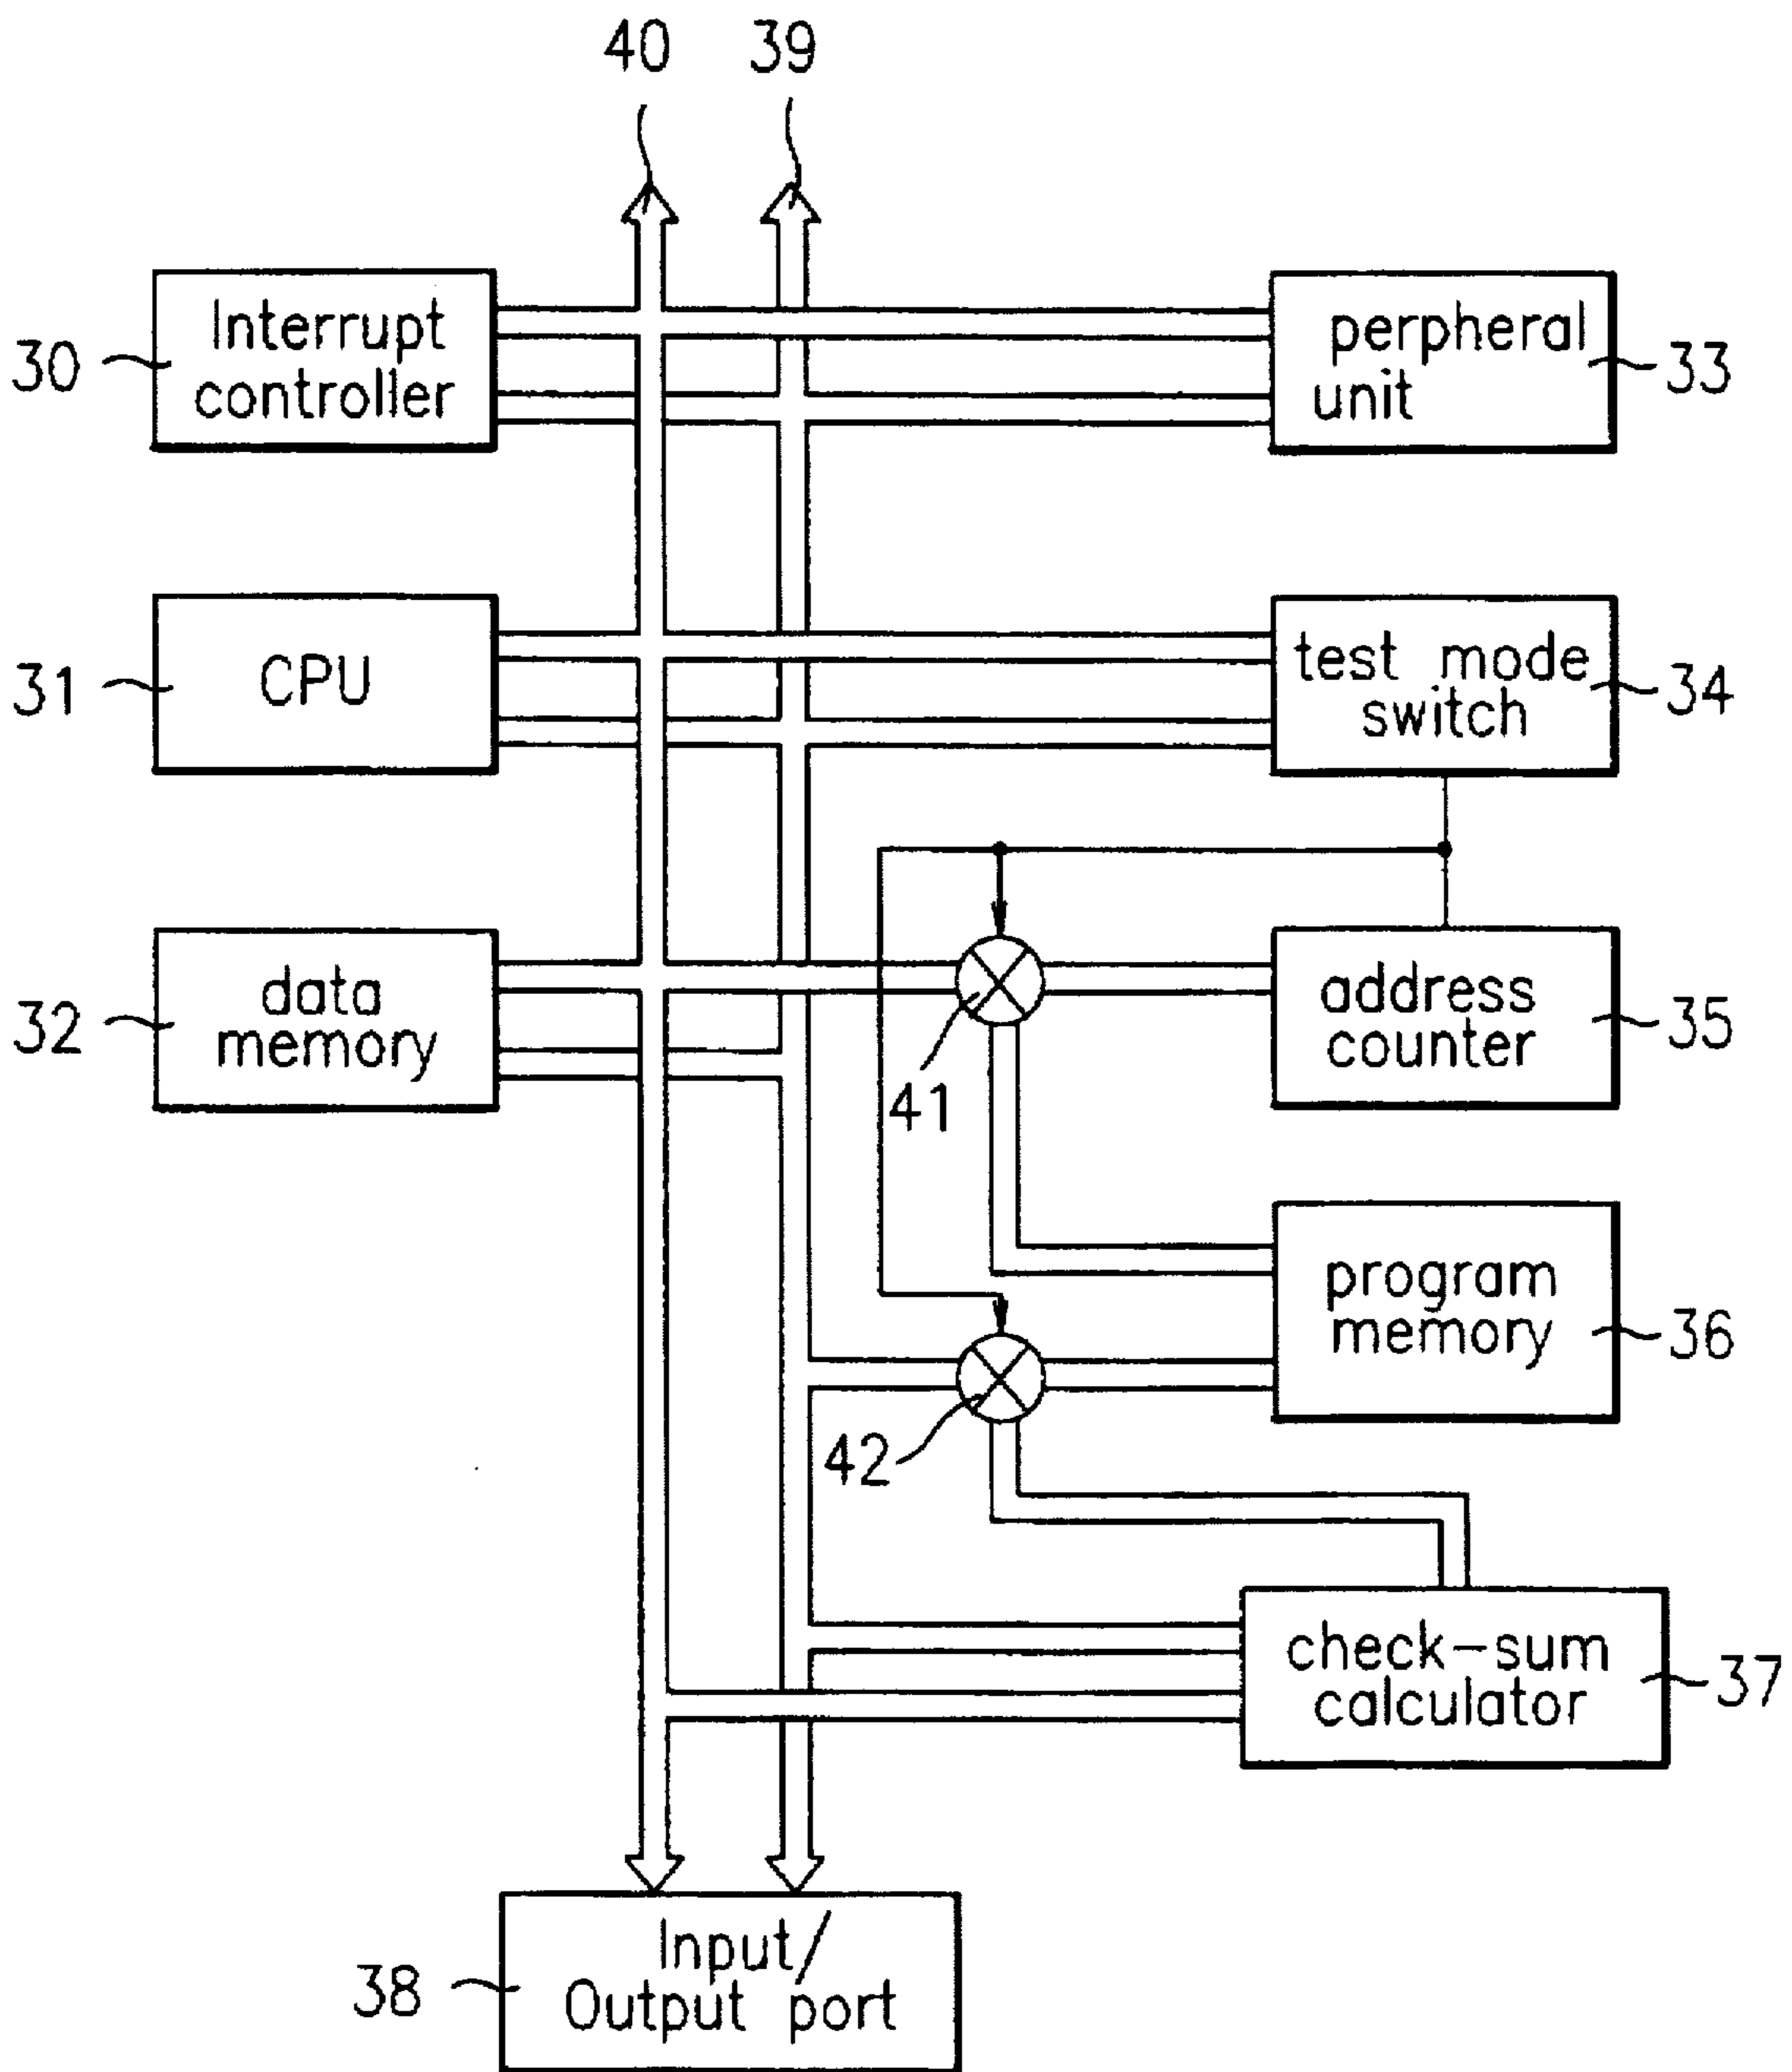 40 39
30
Interrupt
controller
perpheral
unit
33
31
CPU
test mode
switch
34
32
data
memory
41
address
counter
35
program
memory
36
42
check-sum
calculator
37
38
Input/
Output port